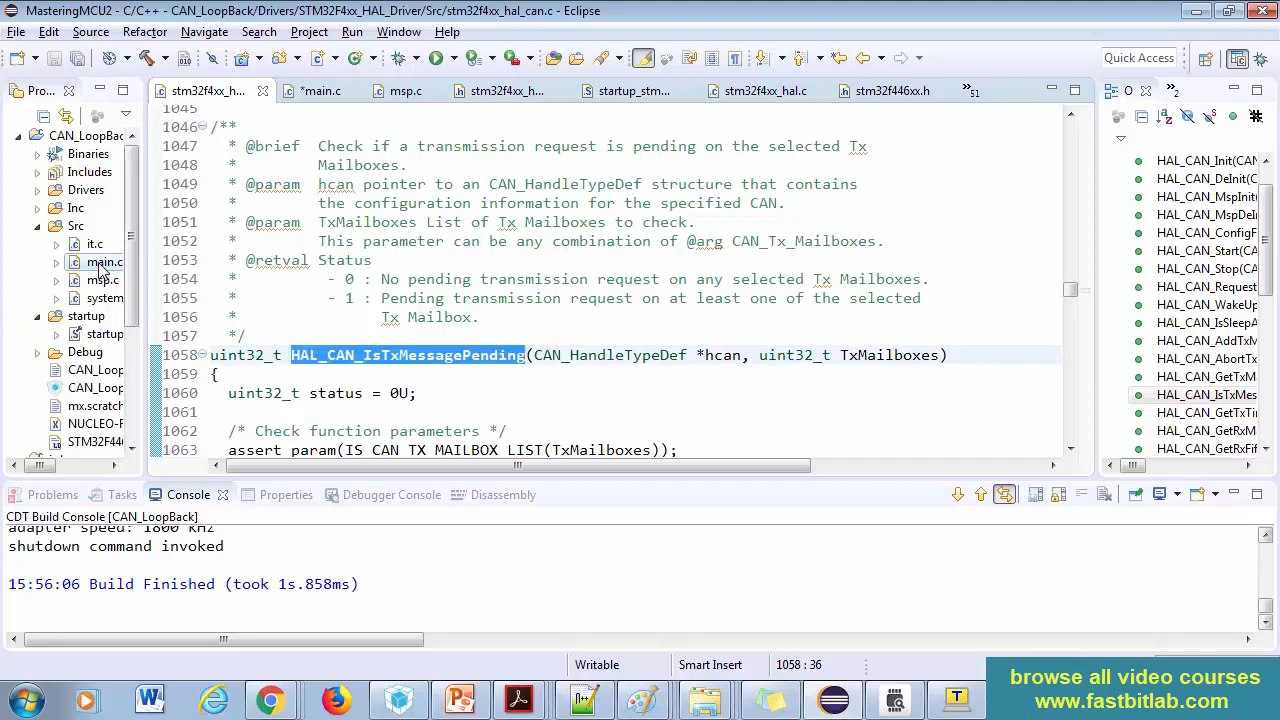 MasteringMCU2 - C/C++ - CAN_LoopBack/Drivers/STM32F4xx_HAL_Driver/Src/stm32f4xx_hal_can.c - Eclipse
File Edit Source Refactor Navigate Search Project Run Window Help
Quick Access
Pro...
stm32f4xx_h...
*main.c
msp.c
stm32f4xx_h...
startup_stm...
stm32f4xx_hal.c
stm32f446xx.h
»51
O
CAN_LoopBac
Binaries
Includes
Drivers
Inc
Src
it.c
main.c
msp.c
system
startup
startup
Debug
CAN_Loop
CAN_Loop
mx.scratch
NUCLEO-F
STM32F446
1045
1046 /**
1047 * @brief Check if a transmission request is pending on the selected Tx
1048 * Mailboxes.
1049 * @param hcan pointer to an CAN_HandleTypeDef structure that contains
1050 * the configuration information for the specified CAN.
1051 * @param TxMailboxes List of Tx Mailboxes to check.
1052 * This parameter can be any combination of @arg CAN_Tx_Mailboxes.
1053 * @retval Status
1054 * - 0 : No pending transmission request on any selected Tx Mailboxes.
1055 * - 1 : Pending transmission request on at least one of the selected
1056 * Tx Mailbox.
1057 */
1058 uint32_t HAL_CAN_IsTxMessagePending(CAN_HandleTypeDef *hcan, uint32_t TxMailboxes)
1059 {
1060 uint32_t status = 0U;
1061
1062 /* Check function parameters */
1063 assert_param(IS_CAN_TX_MAILBOX_LIST(TxMailboxes));
HAL_CAN_Init(CA
HAL_CAN_DeInit(
HAL_CAN_MspInit
HAL_CAN_MspDeI
HAL_CAN_ConfigF
HAL_CAN_Start(C
HAL_CAN_Stop(C
HAL_CAN_Request
HAL_CAN_WakeUp
HAL_CAN_IsSleepA
HAL_CAN_AddTxM
HAL_CAN_AbortTx
HAL_CAN_GetTxM
HAL_CAN_IsTxMes
HAL_CAN_GetTxTi
HAL_CAN_GetRxM
HAL_CAN_GetRxFif
Problems Tasks Console Properties Debugger Console Disassembly
CDT Build Console [CAN_LoopBack]
adapter speed: 1800 kHz
shutdown command invoked
15:56:06 Build Finished (took 1s.858ms)
Writable Smart Insert 1058 : 36
browse all video courses
www.fastbitlab.com